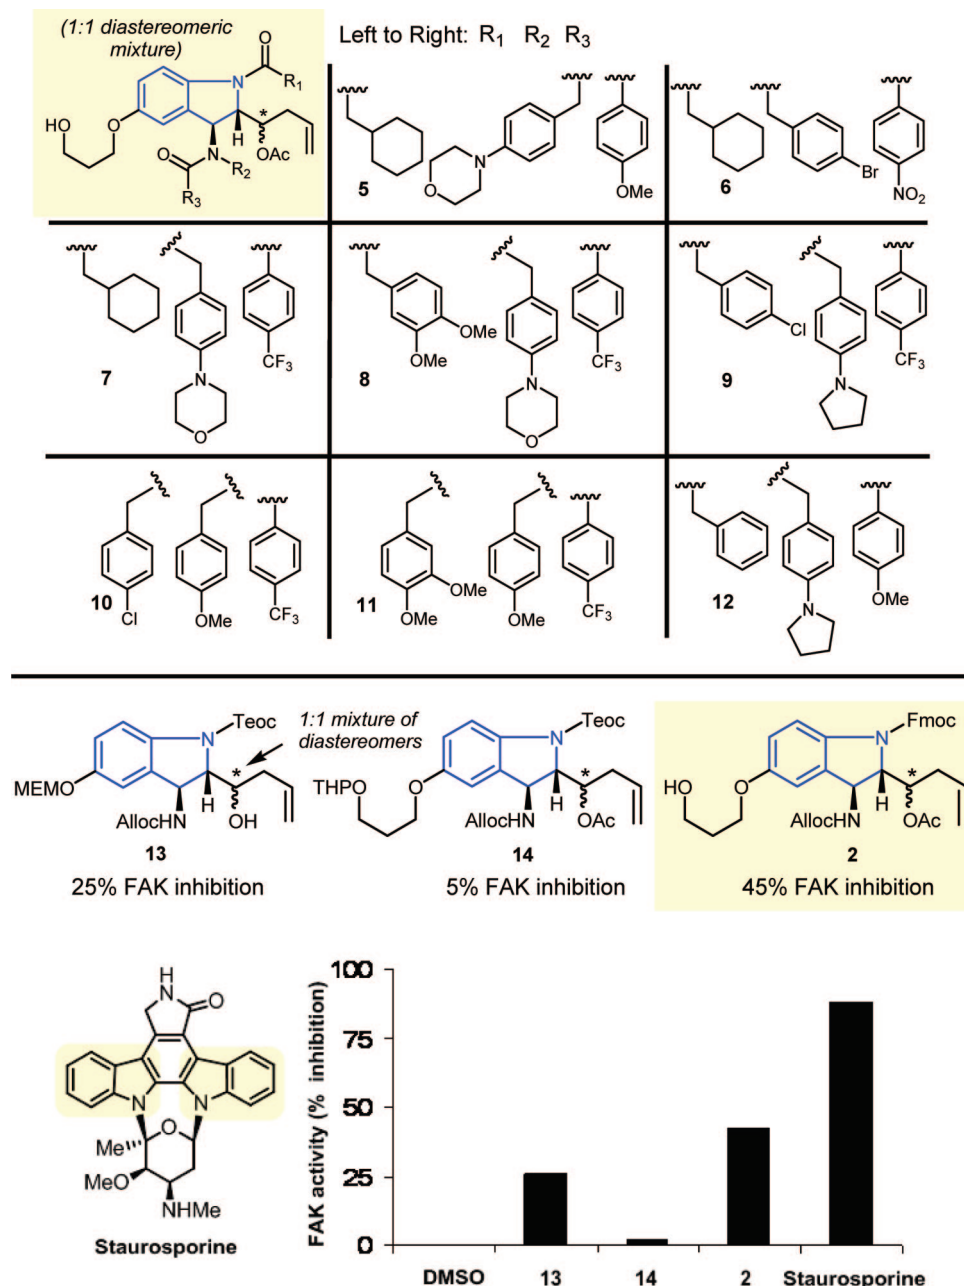 (1:1 diastereomeric
mixture)
Left to Right: R1 R2 R3
O
N
R1
*
HO
O
H
OAc
O
N
R2
R3
N
O
OMe
5
Br
NO2
6
7
N
O
CF3
8
OMe
OMe
N
O
CF3
9
Cl
N
CF3
10
Cl
OMe
CF3
11
OMe
OMe
OMe
CF3
12
N
OMe
1:1 mixture of
diastereomers
N
Teoc
*
MEMO
H
AllocHN
OH
13
25% FAK inhibition
N
Teoc
*
THPO
O
H
AllocHN
OAc
14
5% FAK inhibition
N
Fmoc
*
HO
O
H
AllocHN
OAc
2
45% FAK inhibition
H
N
O
N
N
O
Me
MeO
NHMe
Staurosporine
FAK activity (% inhibition)
100
75
50
25
0
DMSO 13 14 2 Staurosporine